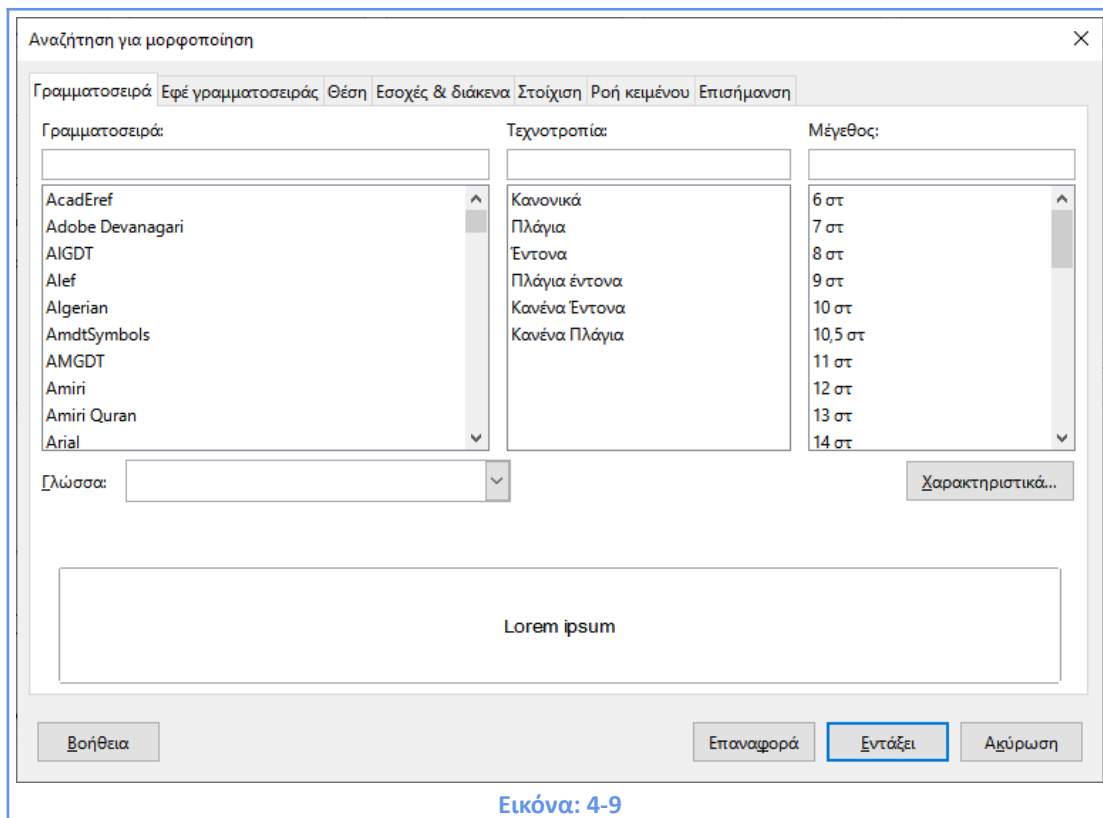 Αναζήτηση για μορφοποίηση
Γραμματοσειρά Εφέ γραμματοσειράς Θέση Εσοχές & διάκενα Στοίχιση Ροή κειμένου Επισήμανση
Γραμματοσειρά: Τεχνοτροπία: Μέγεθος:
AcadEref Κανονικά 6 στ
Adobe Devanagari Πλάγια 7 στ
AIGDT Έντονα 8 στ
Alef Πλάγια έντονα 9 στ
Algerian Κανένα Έντονα 10 στ
AmdtSymbols Κανένα Πλάγια 10,5 στ
AMGDT 11 στ
Amiri 12 στ
Amiri Quran 13 στ
Arial 14 στ
Γλώσσα: Χαρακτηριστικά...
Lorem ipsum
Βοήθεια Επαναφορά Εντάξει Ακύρωση
Εικόνα: 4-9